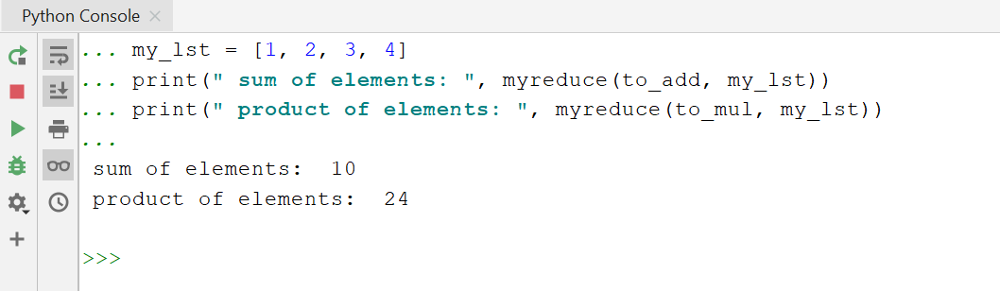 Python Console
... my_lst = [1, 2, 3, 4]
... print(" sum of elements: ", myreduce(to_add, my_lst))
... print(" product of elements: ", myreduce(to_mul, my_lst))
...
 sum of elements:  10
 product of elements:  24
>>>